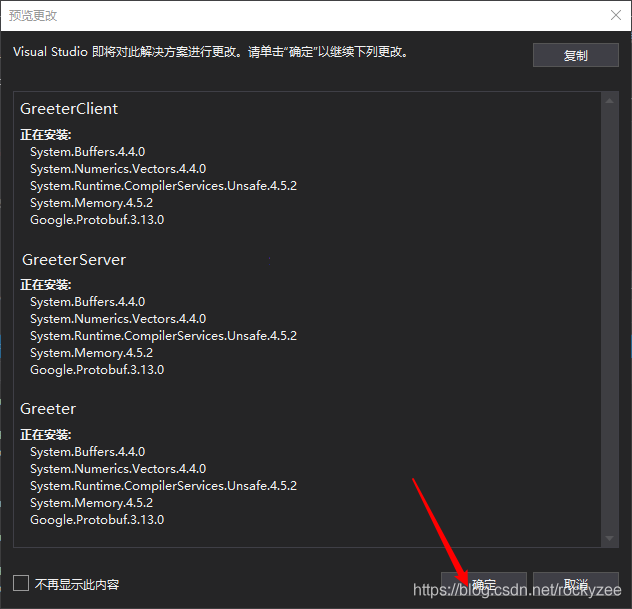 预览更改
Visual Studio 即将对此解决方案进行更改。请单击“确定”以继续下列更改。
复制
GreeterClient
正在安装:
System.Buffers.4.4.0
System.Numerics.Vectors.4.4.0
System.Runtime.CompilerServices.Unsafe.4.5.2
System.Memory.4.5.2
Google.Protobuf.3.13.0
GreeterServer
正在安装:
System.Buffers.4.4.0
System.Numerics.Vectors.4.4.0
System.Runtime.CompilerServices.Unsafe.4.5.2
System.Memory.4.5.2
Google.Protobuf.3.13.0
Greeter
正在安装:
System.Buffers.4.4.0
System.Numerics.Vectors.4.4.0
System.Runtime.CompilerServices.Unsafe.4.5.2
System.Memory.4.5.2
Google.Protobuf.3.13.0
不再显示此内容
确定
取消
https://blog.csdn.net/rockyzee